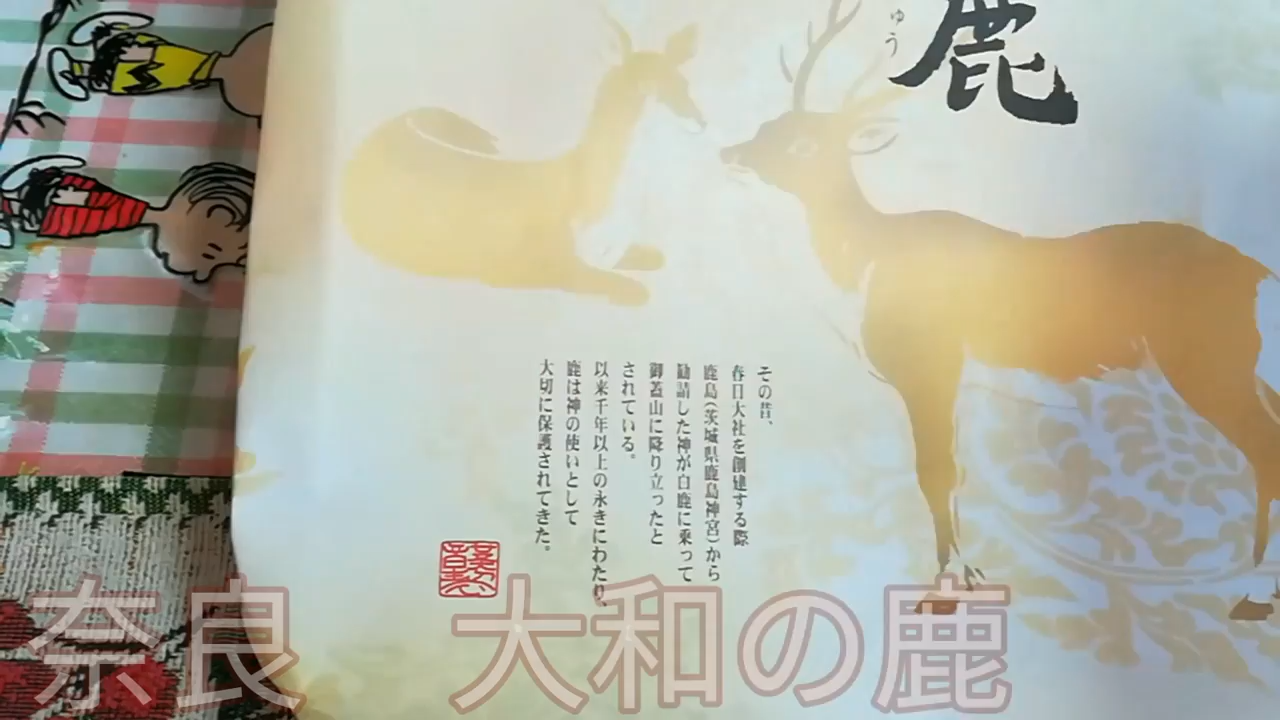 鹿
ゅう
その昔、
春日大社を創建する際
鹿島(茨城県鹿島神宮)から
勧請した神が白鹿に乗って
御蓋山に降り立ったと
されている。
以来千年以上の永きにわたり、
鹿は神の使いとして
大切に保護されてきた。
奈良 大和の鹿